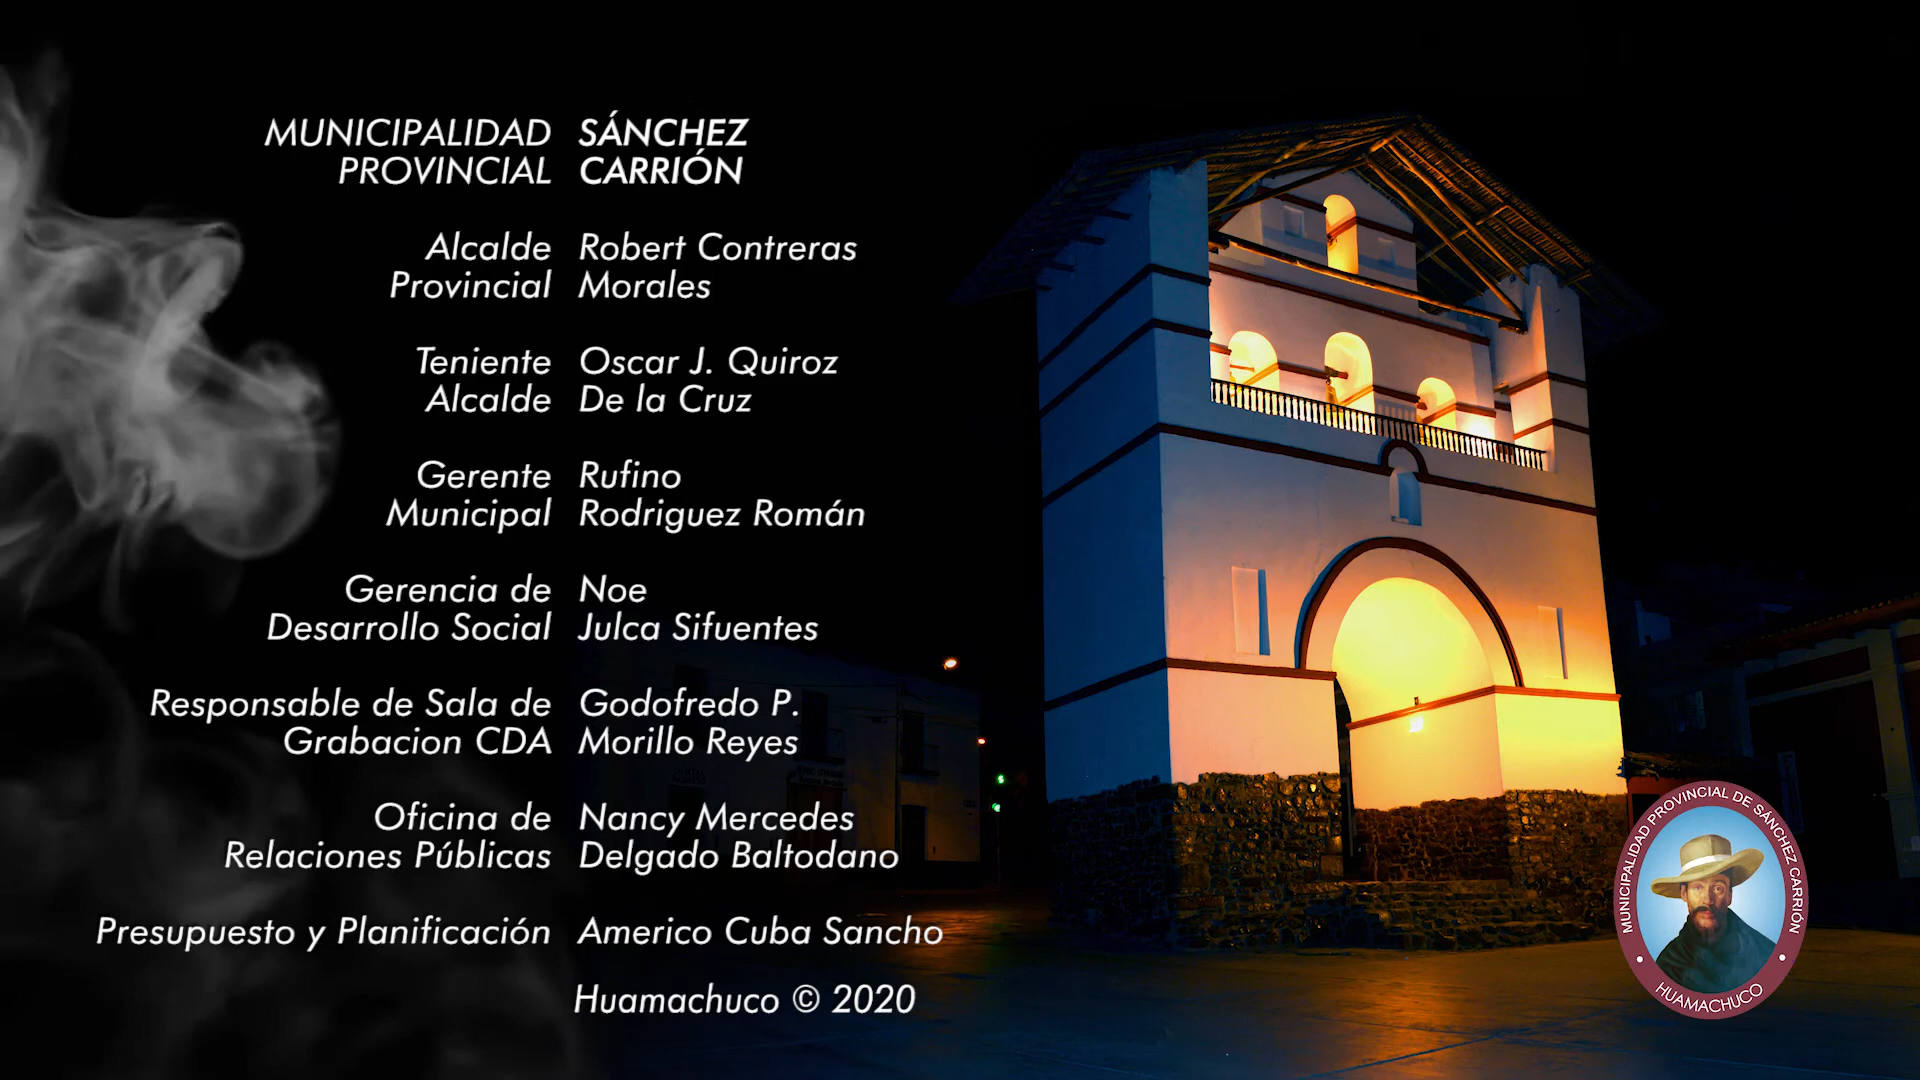 MUNICIPALIDAD SÁNCHEZ
PROVINCIAL CARRIÓN
Alcalde Robert Contreras
Provincial Morales
Teniente Oscar J. Quiroz
Alcalde De la Cruz
Gerente Rufino
Municipal Rodriguez Román
Gerencia de Noe
Desarrollo Social Julca Sifuentes
Responsable de Sala de Godofredo P.
Grabacion CDA Morillo Reyes
Oficina de Nancy Mercedes
Relaciones Públicas Delgado Baltodano
Presupuesto y Planificación Americo Cuba Sancho
Huamachuco © 2020
MUNICIPALIDAD PROVINCIAL DE SÁNCHEZ CARRIÓN
HUAMACHUCO